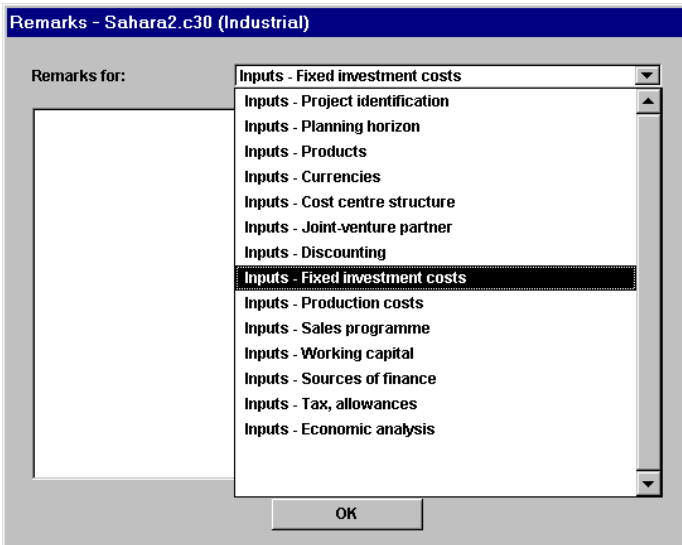 Remarks - Sahara2.c30 (Industrial)
Remarks for: Inputs - Fixed investment costs
Inputs - Project identification
Inputs - Planning horizon
Inputs - Products
Inputs - Currencies
Inputs - Cost centre structure
Inputs - Joint-venture partner
Inputs - Discounting
Inputs - Fixed investment costs
Inputs - Production costs
Inputs - Sales programme
Inputs - Working capital
Inputs - Sources of finance
Inputs - Tax, allowances
Inputs - Economic analysis
OK